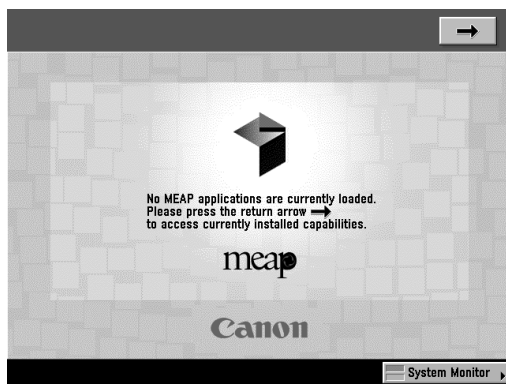 No MEAP applications are currently loaded.
Please press the return arrow →
to access currently installed capabilities.
meap
Canon
System Monitor